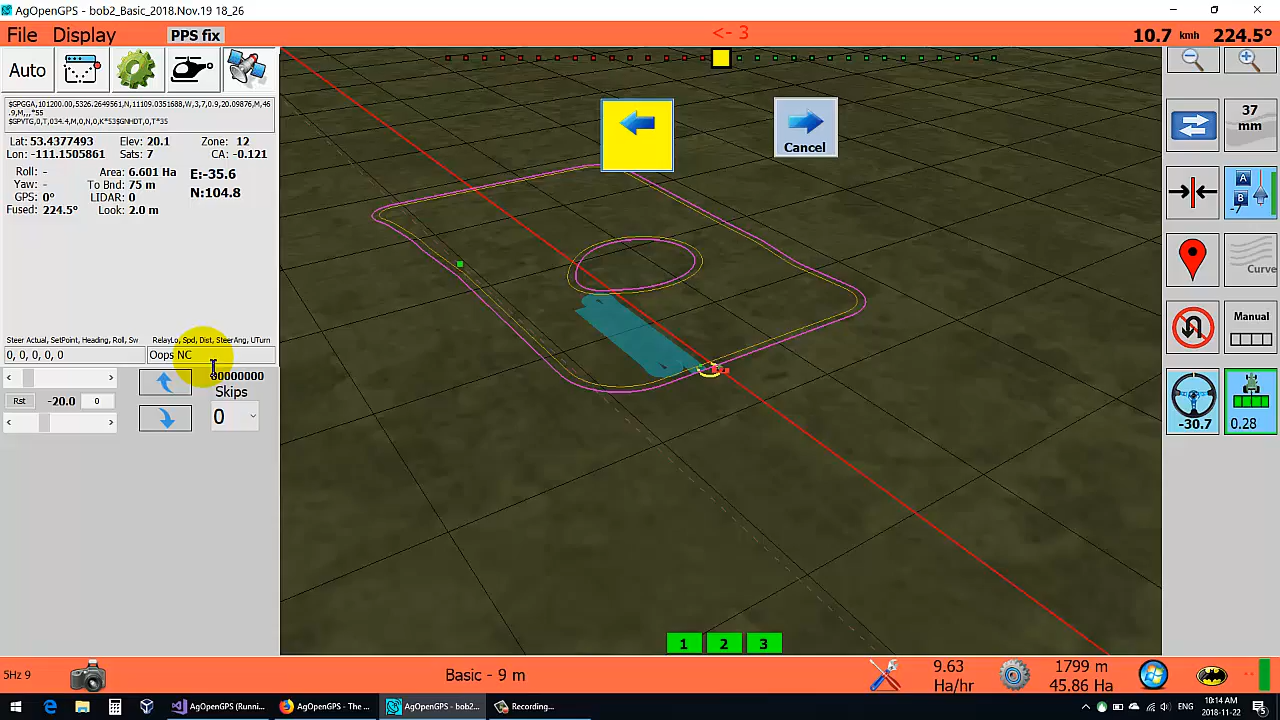 AgOpenGPS - bob2_Basic_2018.Nov.19 18_26
File Display PPS fix
<- 3
10.7 kmh 224.5°
Auto
$GPGGA,101200.00,5326.2649561,N,11109.0351688,W,3,7,0.9,20.09876,M,46
.9,M,,,*55
$GPVTG,0,T,034.4,M,0,N,0,K*53$GNHDT,0,T*35
Lat: 53.4377493 Elev: 20.1 Zone: 12
Lon: -111.1505861 Sats: 7 CA: -0.121
Roll: - Area: 6.601 Ha E:-35.6
Yaw: - To Bnd: 75 m
GPS: 0° LIDAR: 0 N:104.8
Fused: 224.5° Look: 2.0 m
Cancel
37
mm
A
B
-7
Curve
Manual
-30.7
0.28
Steer Actual, SetPoint, Heading, Roll, Sw RelayLo, Spd, Dist, SteerAng, UTurn
0, 0, 0, 0, 0 Oops NC
< > 00000000
Rst -20.0 0 Skips
< > 0
1 2 3
5Hz 9
Basic - 9 m
9.63
Ha/hr
1799 m
45.86 Ha
AgOpenGPS (Runni...
AgOpenGPS - The ...
AgOpenGPS - bob2...
Recording...
10:14 AM
2018-11-22
5